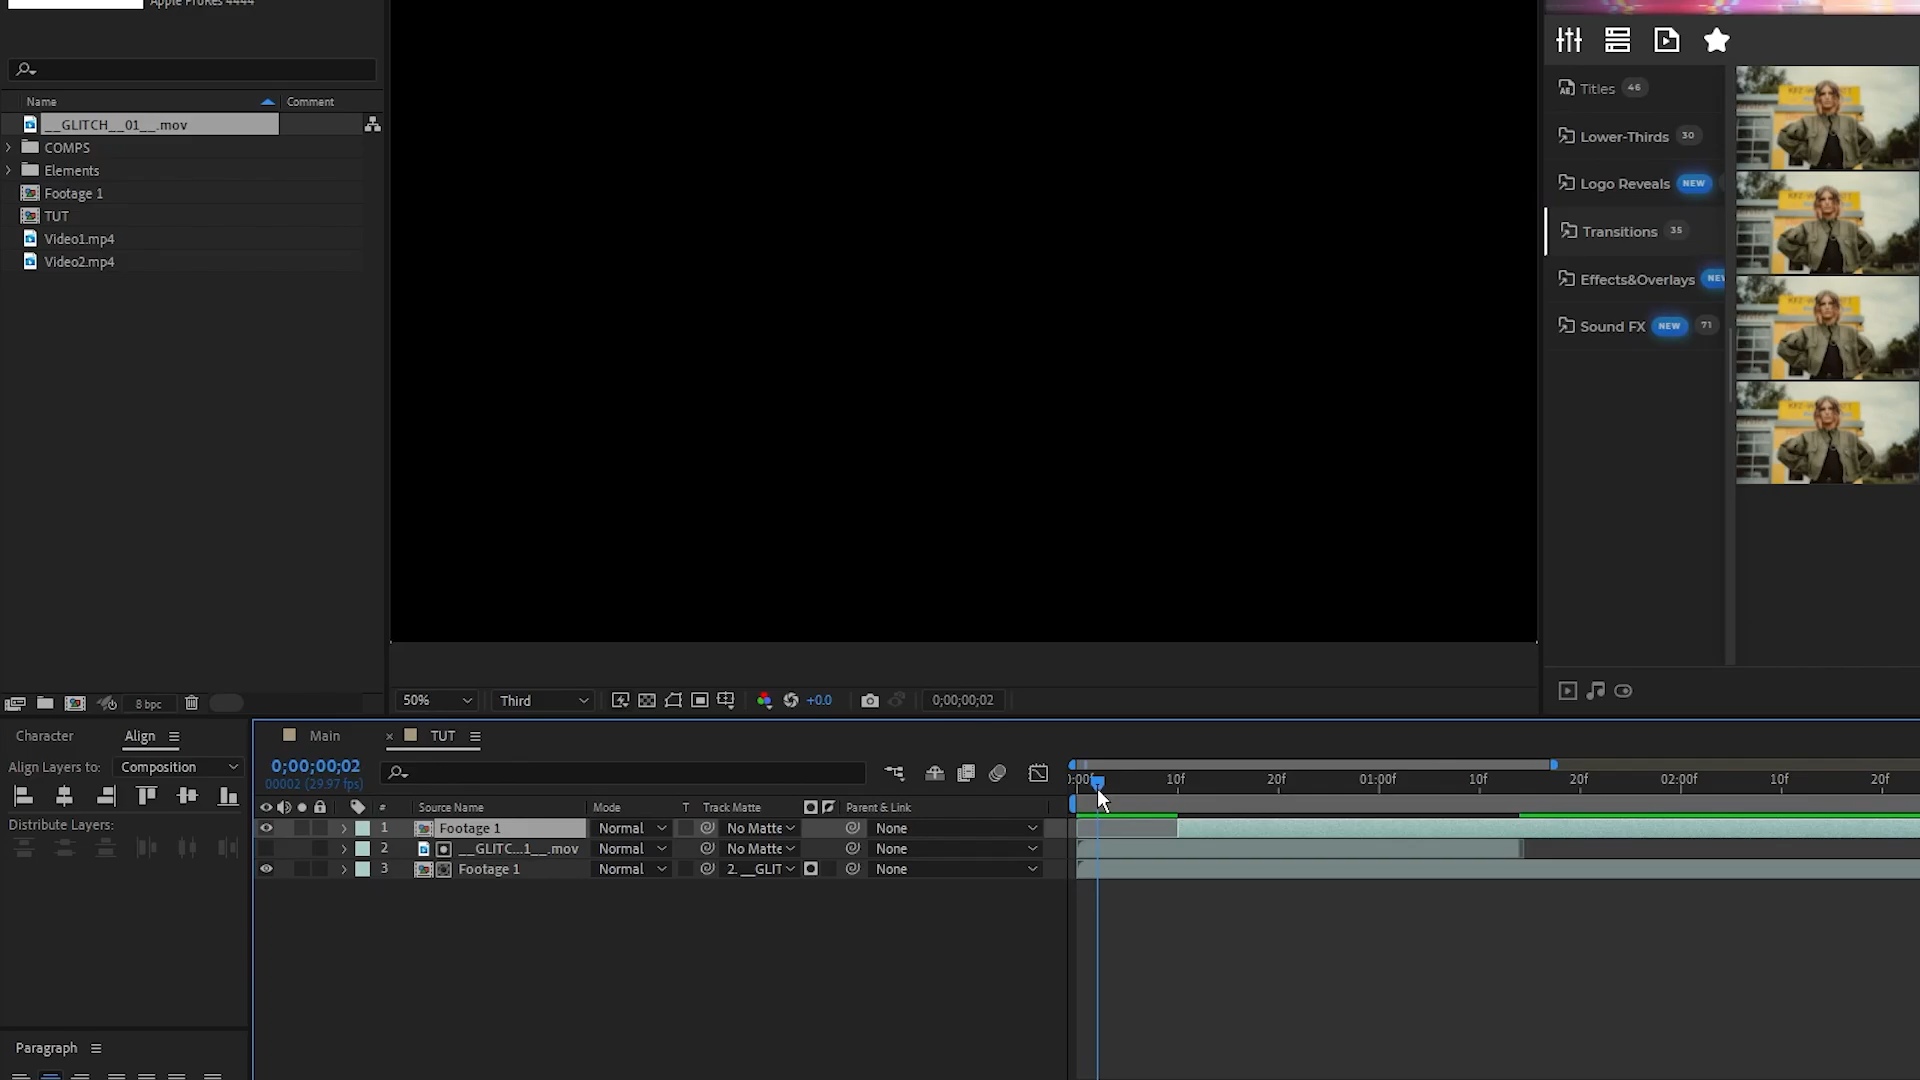 Apple ProRes 4444
Name
Comment
__GLITCH__01__.mov
COMPS
Elements
Footage 1
TUT
Video1.mp4
Video2.mp4
8 bpc
50%
Third
+0.0
0;00;00;02
Titles 46
Lower-Thirds 30
Logo Reveals NEW
Transitions 35
Effects&Overlays NEW
Sound FX NEW 71
Character
Align
Align Layers to: Composition
Distribute Layers:
Paragraph
Main
TUT
0;00;00;02
00002 (29.97 fps)
# Source Name Mode T Track Matte Parent & Link
1 Footage 1 Normal No Matte None
2 __GLITC...1__.mov Normal No Matte None
3 Footage 1 Normal 2. __GLIT None
):00f 10f 20f 01:00f 10f 20f 02:00f 10f 20f